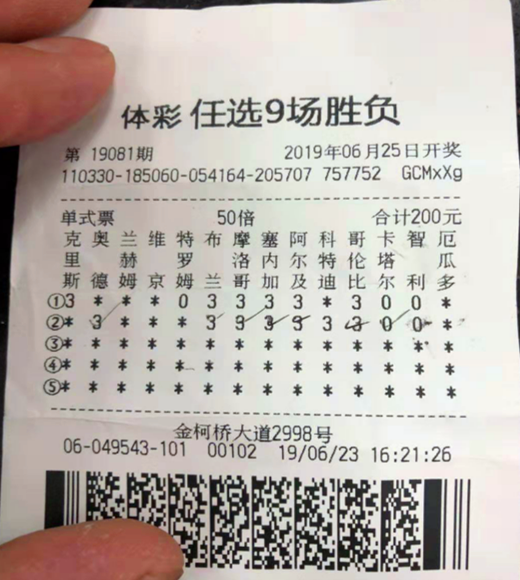 体彩 任选9场胜负
第 19081期 2019年06月25日开奖
110330-185060-054164-205707 757752 GCMxXg
单式票 50倍 合计200元
克 奥 兰 维 特 布 摩 塞 阿 科 哥 卡 智 厄
里 赫 罗 洛 内 尔 特 伦 塔 瓜
斯 德 姆 京 姆 兰 哥 加 及 迪 比 尔 利 多
①3 * * * 0 3 3 3 3 * 3 0 0 *
②* 3 * * * 3 3 3 3 3 3 0 0 *
③* * * * * * * * * * * * * *
④* * * * * * * * * * * * * *
⑤* * * * * * * * * * * * * *
金柯桥大道2998号
06-049543-101 00102 19/06/23 16:21:26